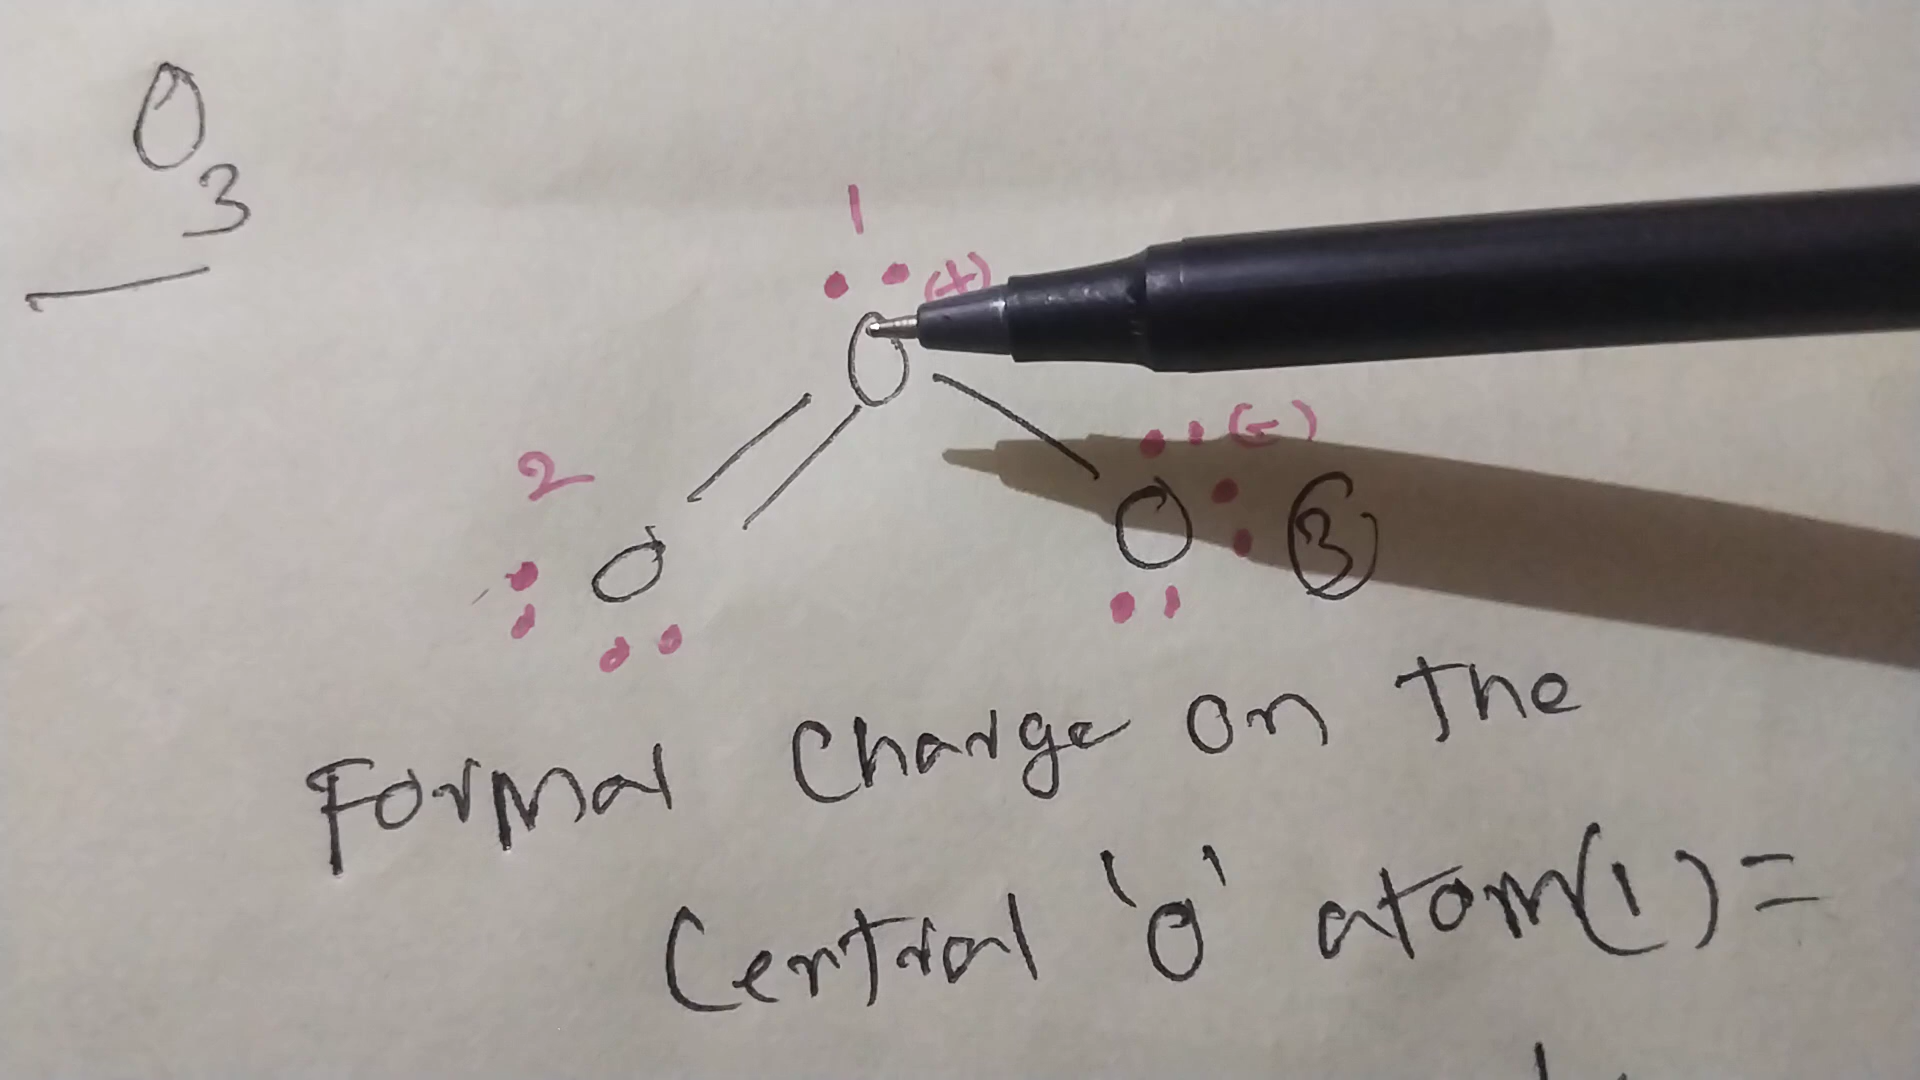 O3
1
(+)
O
(-)
2
O
O
3
Formal charge on the
Central 'O' atom(1)=